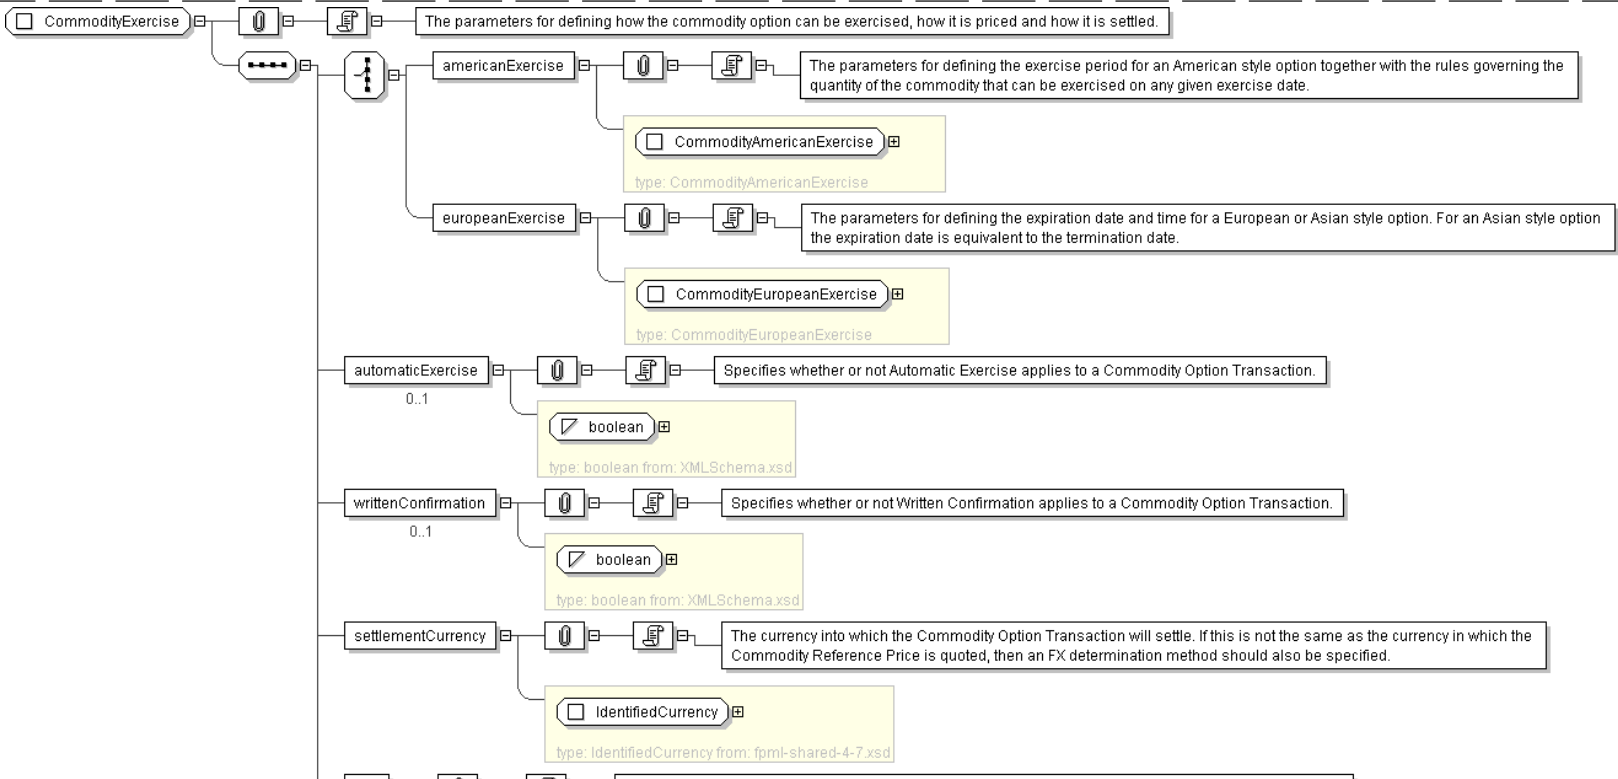 CommodityExercise
The parameters for defining how the commodity option can be exercised, how it is priced and how it is settled.
americanExercise
The parameters for defining the exercise period for an American style option together with the rules governing the
quantity of the commodity that can be exercised on any given exercise date.
CommodityAmericanExercise
type: CommodityAmericanExercise
europeanExercise
The parameters for defining the expiration date and time for a European or Asian style option. For an Asian style option
the expiration date is equivalent to the termination date.
CommodityEuropeanExercise
type: CommodityEuropeanExercise
automaticExercise
Specifies whether or not Automatic Exercise applies to a Commodity Option Transaction.
0..1
boolean
type: boolean from: XMLSchema.xsd
writtenConfirmation
Specifies whether or not Written Confirmation applies to a Commodity Option Transaction.
0..1
boolean
type: boolean from: XMLSchema.xsd
settlementCurrency
The currency into which the Commodity Option Transaction will settle. If this is not the same as the currency in which the
Commodity Reference Price is quoted, then an FX determination method should also be specified.
IdentifiedCurrency
type: IdentifiedCurrency from: fpml-shared-4-7.xsd